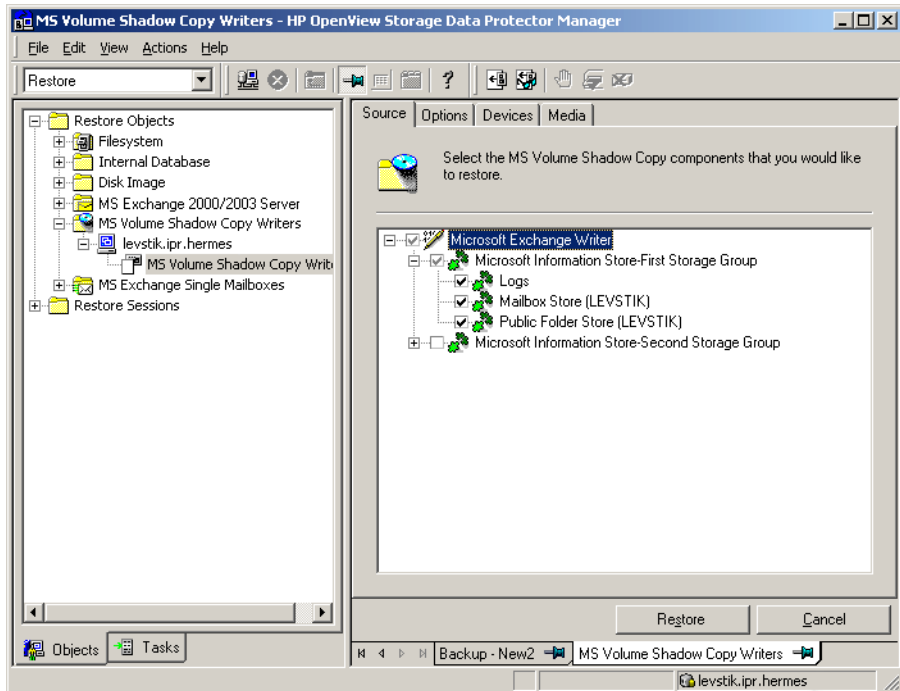 MS Volume Shadow Copy Writers - HP OpenView Storage Data Protector Manager
File Edit View Actions Help
Restore
Restore Objects
Filesystem
Internal Database
Disk Image
MS Exchange 2000/2003 Server
MS Volume Shadow Copy Writers
levstik.ipr.hermes
MS Volume Shadow Copy Writ
MS Exchange Single Mailboxes
Restore Sessions
Objects Tasks
Source Options Devices Media
Select the MS Volume Shadow Copy components that you would like
to restore.
Microsoft Exchange Writer
Microsoft Information Store-First Storage Group
Logs
Mailbox Store (LEVSTIK)
Public Folder Store (LEVSTIK)
Microsoft Information Store-Second Storage Group
Restore Cancel
Backup - New2 MS Volume Shadow Copy Writers
levstik.ipr.hermes